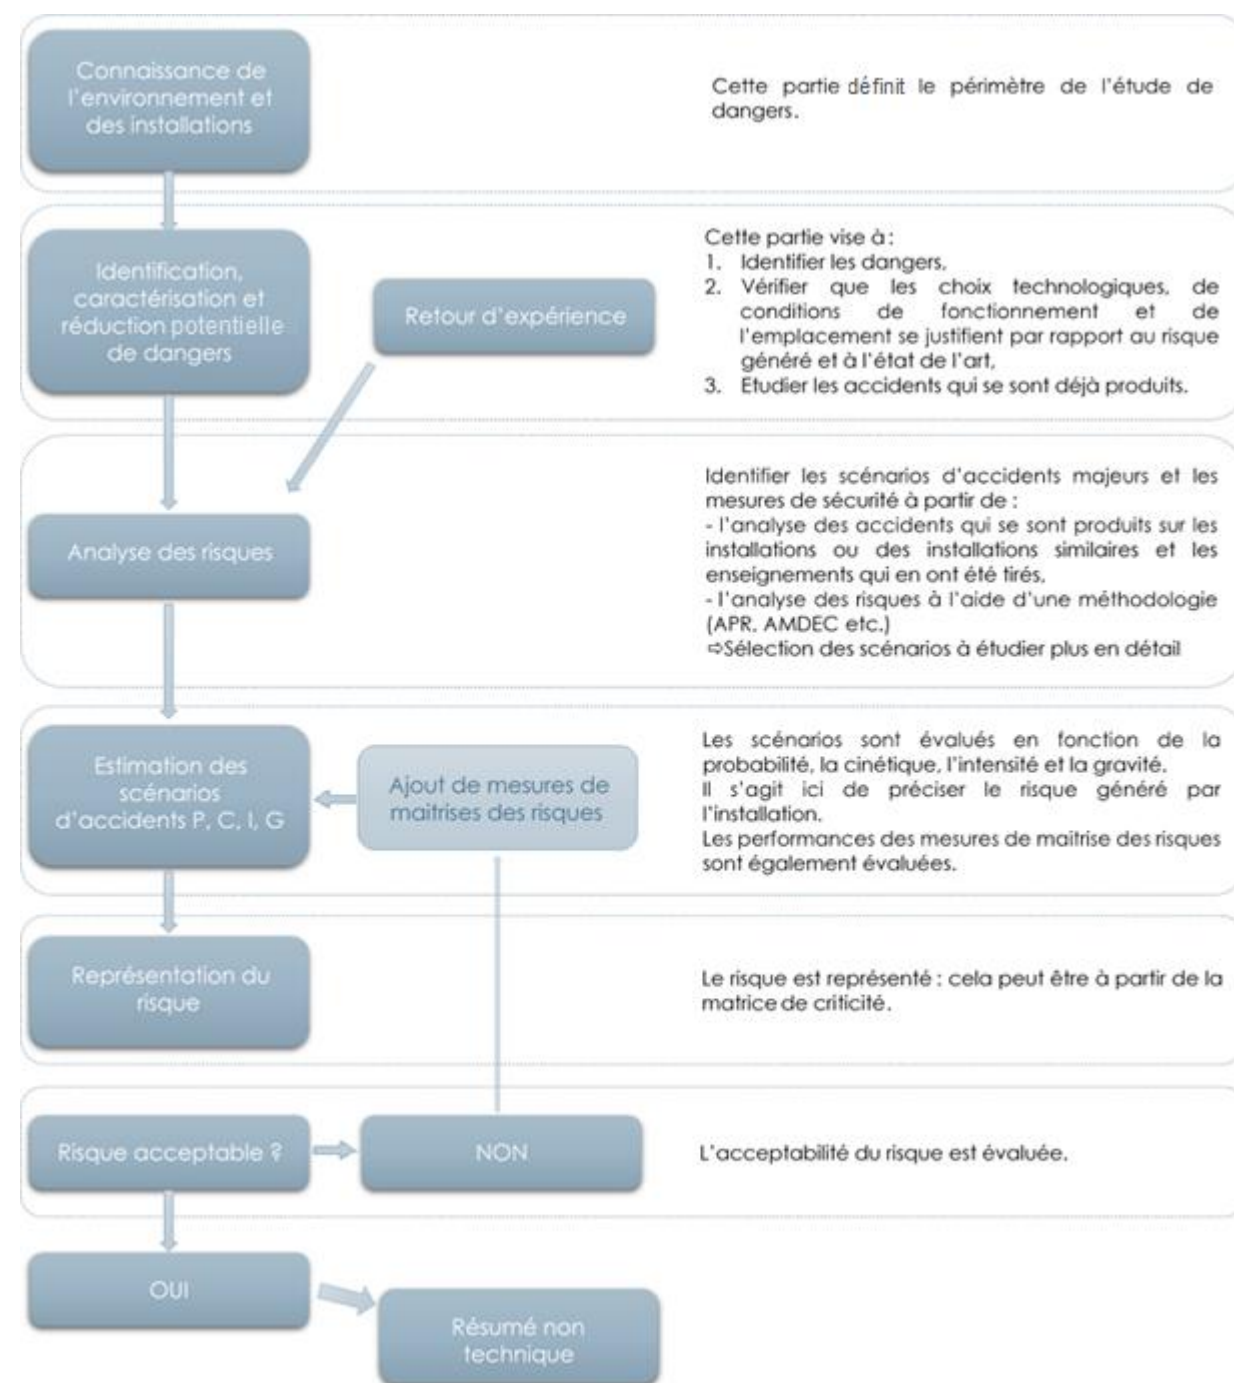 Connaissance de
l'environnement et
des installations
Cette partie définit le périmètre de l'étude de
dangers.
Identification,
caractérisation et
réduction potentielle
de dangers
Retour d'expérience
Cette partie vise à :
1. Identifier les dangers,
2. Vérifier que les choix technologiques, de
conditions de fonctionnement et de
l'emplacement se justifient par rapport au risque
généré et à l'état de l'art,
3. Etudier les accidents qui se sont déjà produits.
Analyse des risques
Identifier les scénarios d'accidents majeurs et les
mesures de sécurité à partir de :
- l'analyse des accidents qui se sont produits sur les
installations ou des installations similaires et les
enseignements qui en ont été tirés,
- l'analyse des risques à l'aide d'une méthodologie
(APR, AMDEC etc.)
⇨Sélection des scénarios à étudier plus en détail
Estimation des
scénarios
d'accidents P, C, I, G
Ajout de mesures de
maitrises des risques
Les scénarios sont évalués en fonction de la
probabilité, la cinétique, l'intensité et la gravité.
Il s'agit ici de préciser le risque généré par
l'installation.
Les performances des mesures de maitrise des risques
sont également évaluées.
Représentation du
risque
Le risque est représenté : cela peut être à partir de la
matrice de criticité.
Risque acceptable ?
NON
L'acceptabilité du risque est évaluée.
OUI
Résumé non
technique